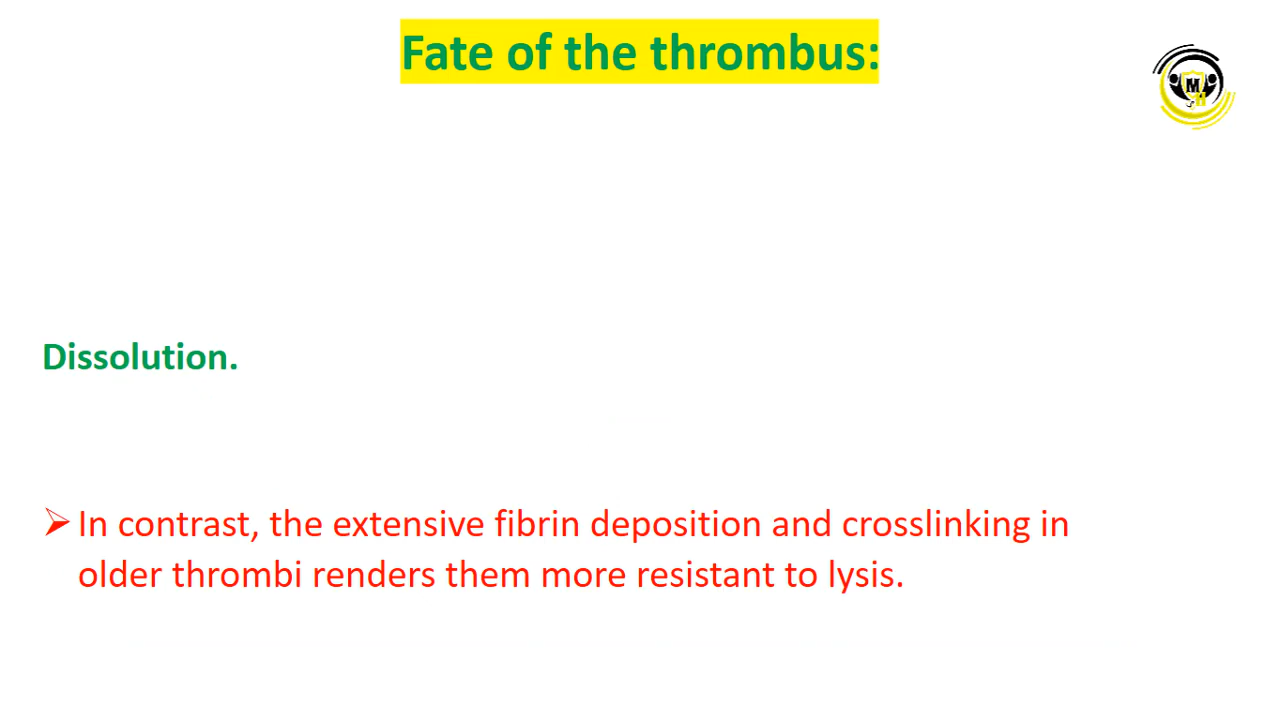 Fate of the thrombus:
M
Dissolution.
➢ In contrast, the extensive fibrin deposition and crosslinking in
older thrombi renders them more resistant to lysis.